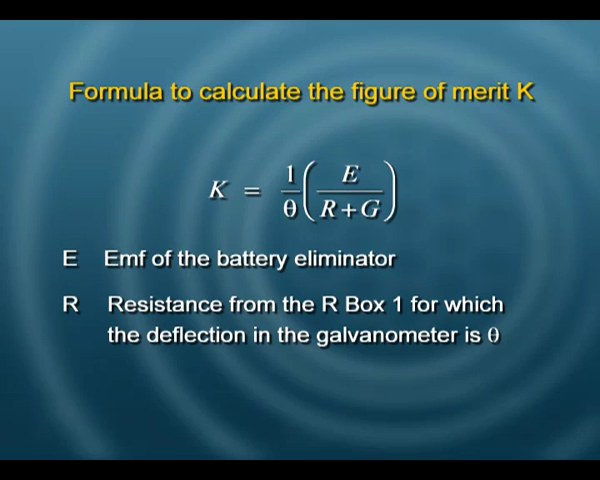 Formula to calculate the figure of merit K
K = 1/θ (E/(R+G))
E Emf of the battery eliminator
R Resistance from the R Box 1 for which
the deflection in the galvanometer is θ